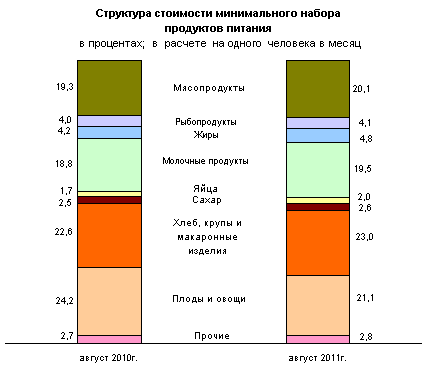 Структура стоимости минимального набора
продуктов питания
в процентах; в расчете на одного человека в месяц
19,3 Масопродукты 20,1
4,0 Рыбопродукты 4,1
4,2 Жиры 4,8
18,8 Молочные продукты 19,5
1,7 Яйца 2,0
2,5 Сахар 2,6
22,6 Хлеб, крупы и
макаронные
изделия 23,0
24,2 Плоды и овощи 21,1
2,7 Прочие 2,8
август 2010г. август 2011г.